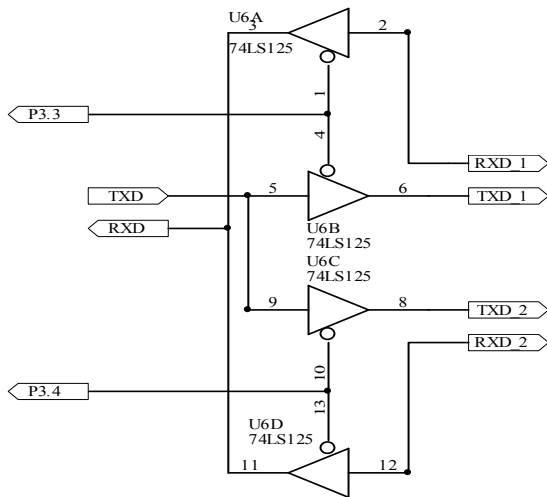 U6A
3
2
74LS125
1
P3.3
4
RXD_1
TXD
5
6
TXD_1
RXD
U6B
74LS125
U6C
74LS125
9
8
TXD_2
RXD_2
10
P3.4
13
U6D
74LS125
11
12